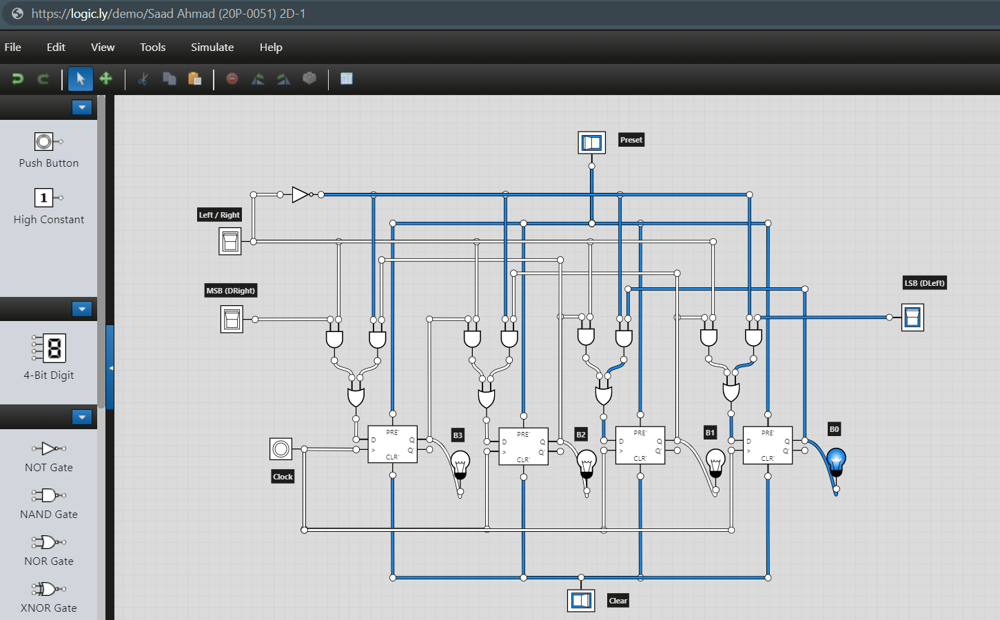 https://logic.ly/demo/Saad Ahmad (20P-0051) 2D-1
File Edit View Tools Simulate Help
Push Button
1
High Constant
8
4-Bit Digit
NOT Gate
NAND Gate
NOR Gate
XNOR Gate
Preset
Left / Right
MSB (DRight)
LSB (DLeft)
PRE'
D Q
> Q'
CLR'
B3
PRE'
D Q
> Q'
CLR'
B2
PRE'
D Q
> Q'
CLR'
B1
PRE'
D Q
> Q'
CLR'
B0
Clock
Clear